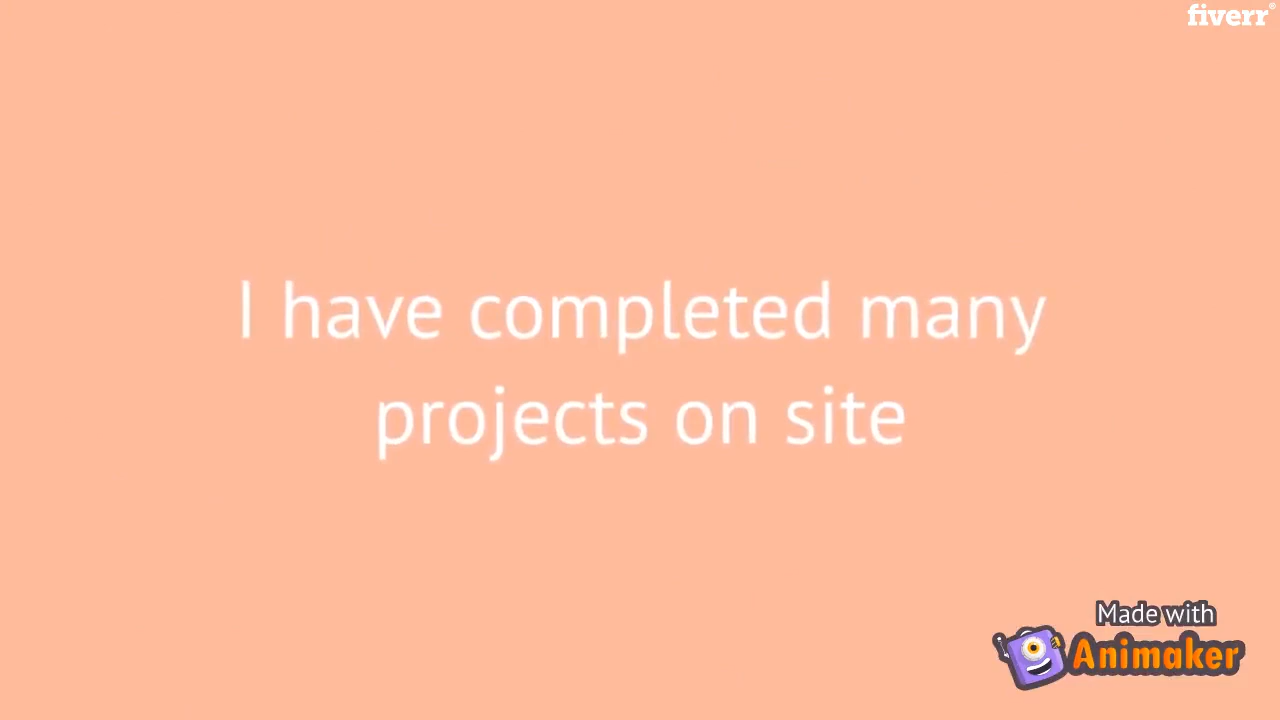 fiverr®
I have completed many
projects on site
Made with
Animaker